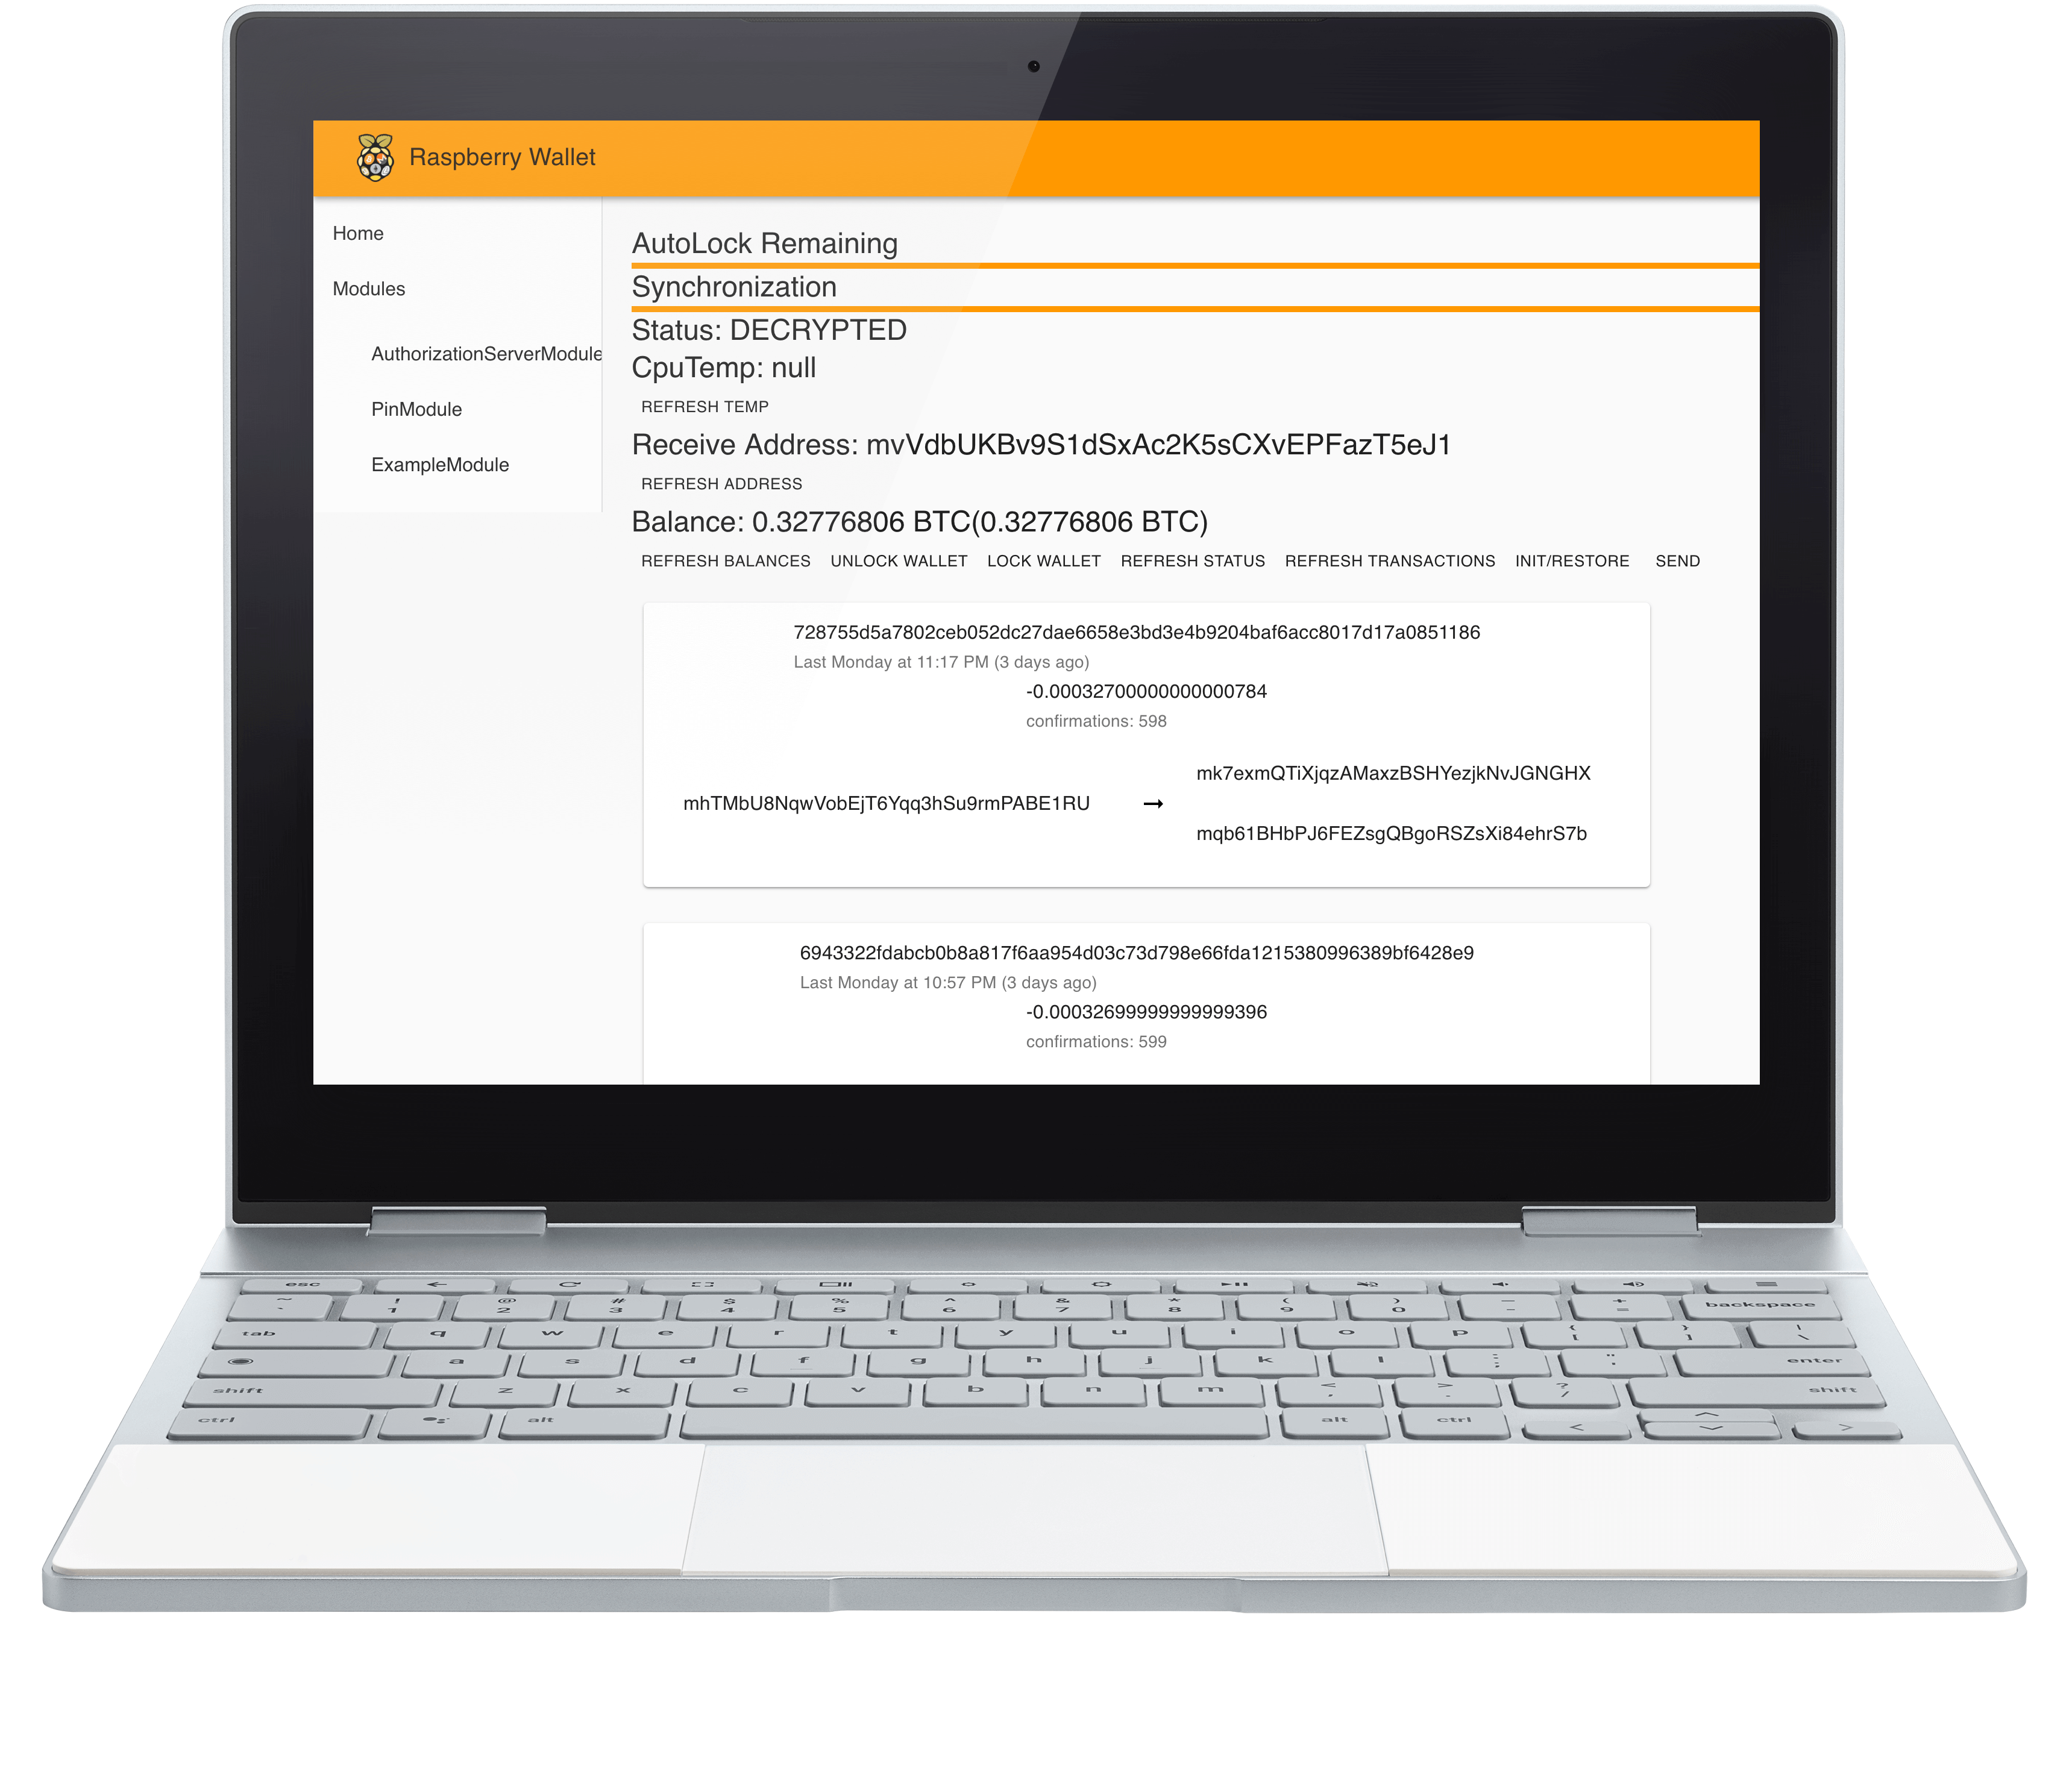 Raspberry Wallet
Home
Modules
AuthorizationServerModule
PinModule
ExampleModule
AutoLock Remaining
Synchronization
Status: DECRYPTED
CpuTemp: null
REFRESH TEMP
Receive Address: mvVdbUKBv9S1dSxAc2K5sCXvEPFazT5eJ1
REFRESH ADDRESS
Balance: 0.32776806 BTC(0.32776806 BTC)
REFRESH BALANCES UNLOCK WALLET LOCK WALLET REFRESH STATUS REFRESH TRANSACTIONS INIT/RESTORE SEND
728755d5a7802ceb052dc27dae6658e3bd3e4b9204baf6acc8017d17a0851186
Last Monday at 11:17 PM (3 days ago)
-0.00032700000000000784
confirmations: 598
mhTMbU8NqwVobEjT6Yqq3hSu9rmPABE1RU → mk7exmQTiXjqzAMaxzBSHYezjkNvJGNGHX
mqb61BHbPJ6FEZsgQBgoRSZsXi84ehrS7b
6943322fdabcb0b8a817f6aa954d03c73d798e66fda1215380996389bf6428e9
Last Monday at 10:57 PM (3 days ago)
-0.00032699999999999396
confirmations: 599
esc
~ ! @ # $ % ^ & * ( ) _ +
` 1 2 3 4 5 6 7 8 9 0 - = backspace
tab q w e r t y u i o p { [ } ] | \
a s d f g h j k l : ; " ' enter
shift z x c v b n m < , > . ? / shift
ctrl alt alt ctrl < >